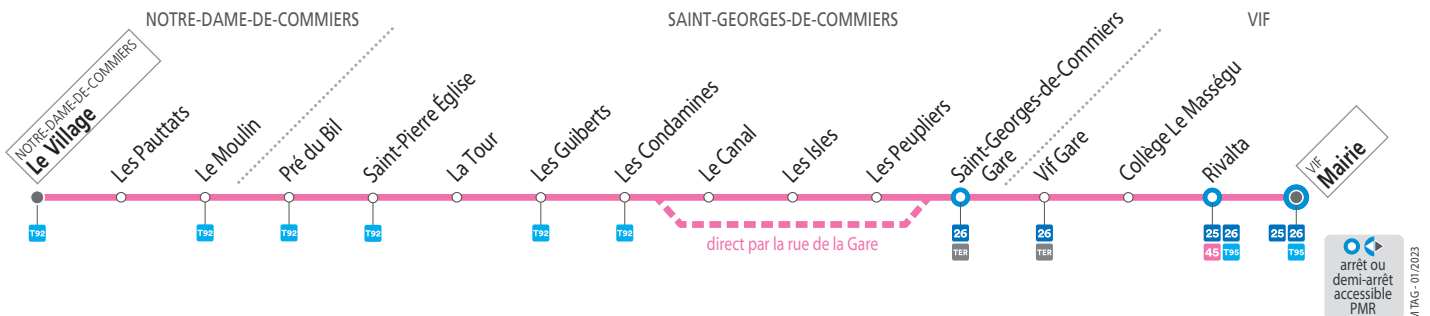 NOTRE-DAME-DE-COMMIERS
SAINT-GEORGES-DE-COMMIERS
VIF
NOTRE-DAME-DE-COMMIERS
Le Village
Les Pauttats
Le Moulin
Pré du Bil
Saint-Pierre Église
La Tour
Les Guiberts
Les Condamines
Le Canal
Les Isles
Les Peupliers
Saint-Georges-de-Commiers
Gare
Vif Gare
Collège Le Masségu
Rivalta
VIF
Mairie
T92
T92
T92
T92
T92
T92
direct par la rue de la Gare
26
TER
26
TER
25 26
45 T95
25 26
T95
arrêt ou
demi-arrêt
accessible
PMR
M TAG - 01/2023